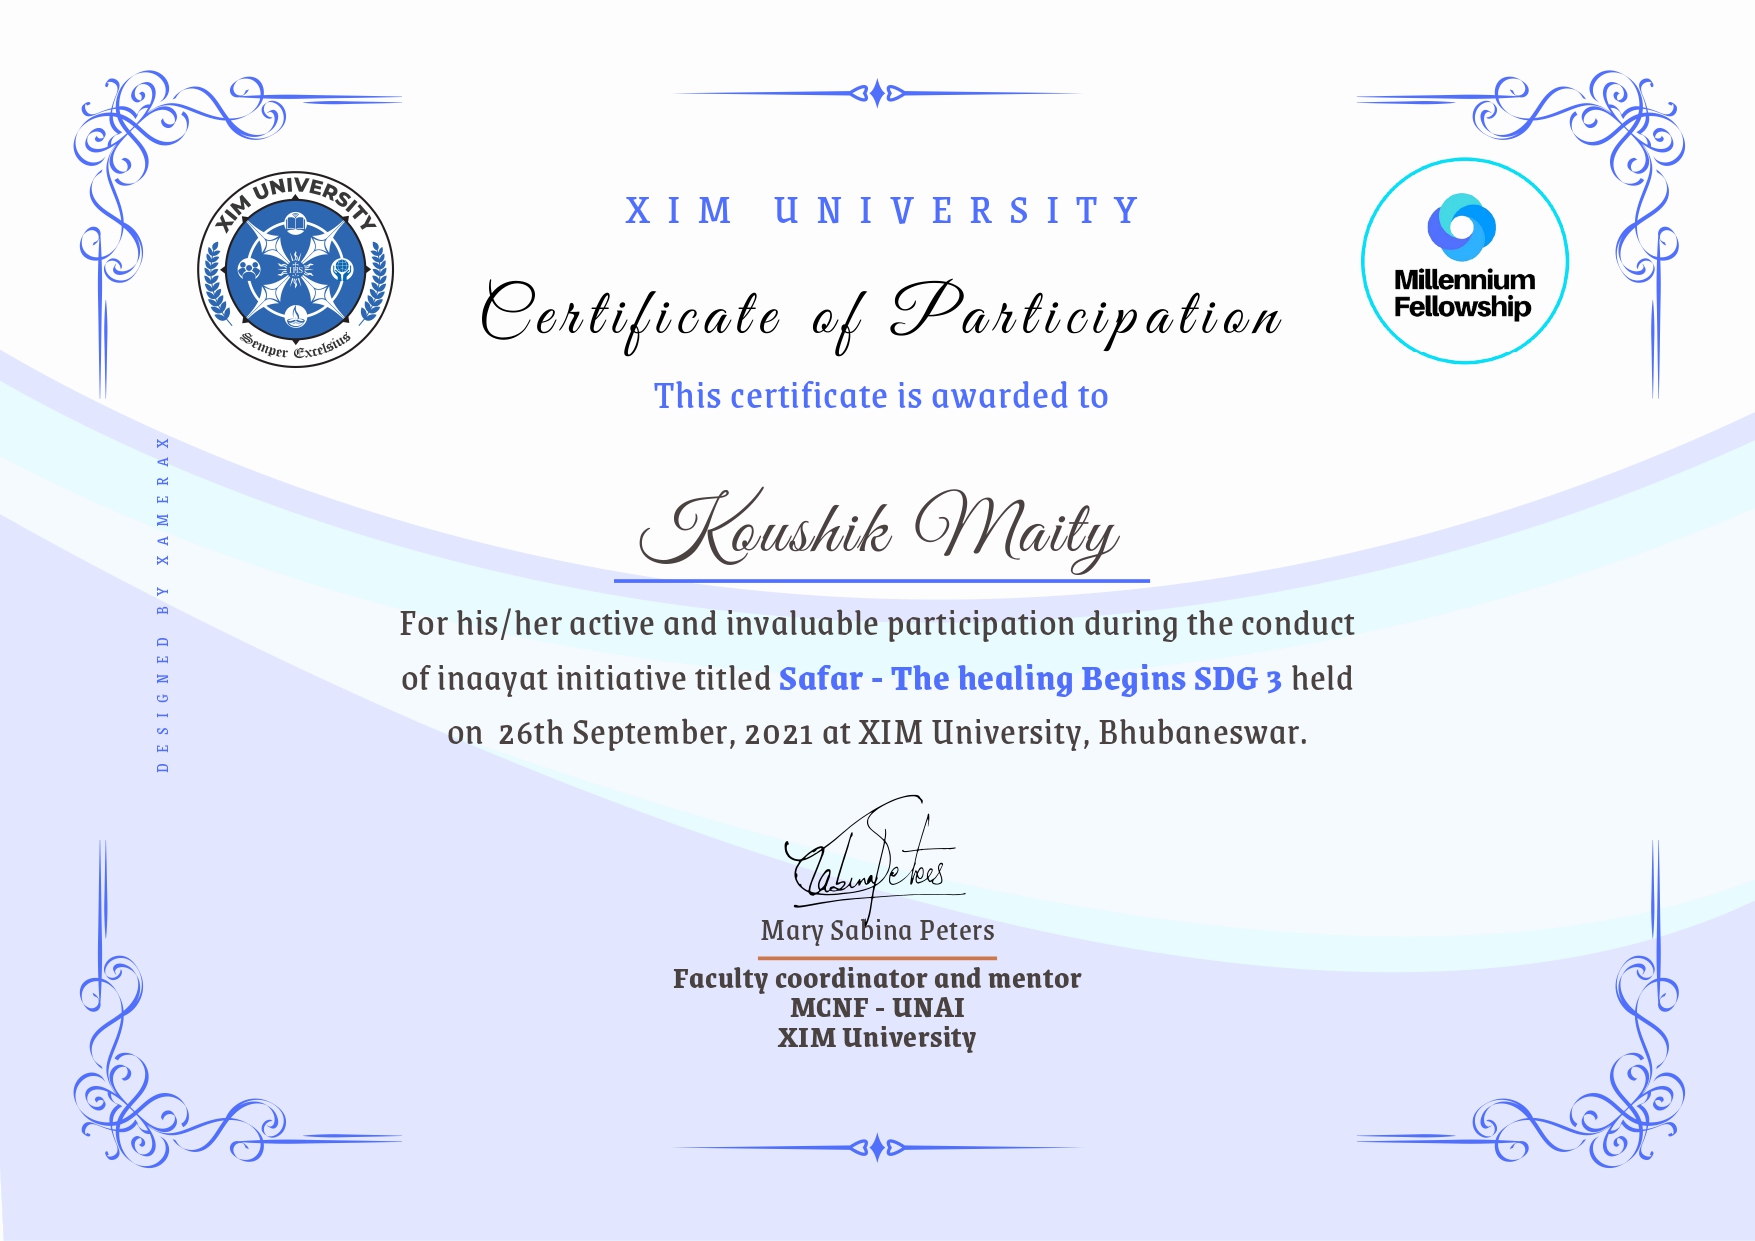 XIM UNIVERSITY
Semper Excelsius
IHS
XIM UNIVERSITY
Millennium
Fellowship
Certificate of Participation
This certificate is awarded to
Koushik Maity
For his/her active and invaluable participation during the conduct
of inaayat initiative titled Safar - The healing Begins SDG 3 held
on 26th September, 2021 at XIM University, Bhubaneswar.
DESIGNED BY XAMERAX
Sabina Peters
Mary Sabina Peters
Faculty coordinator and mentor
MCNF - UNAI
XIM University